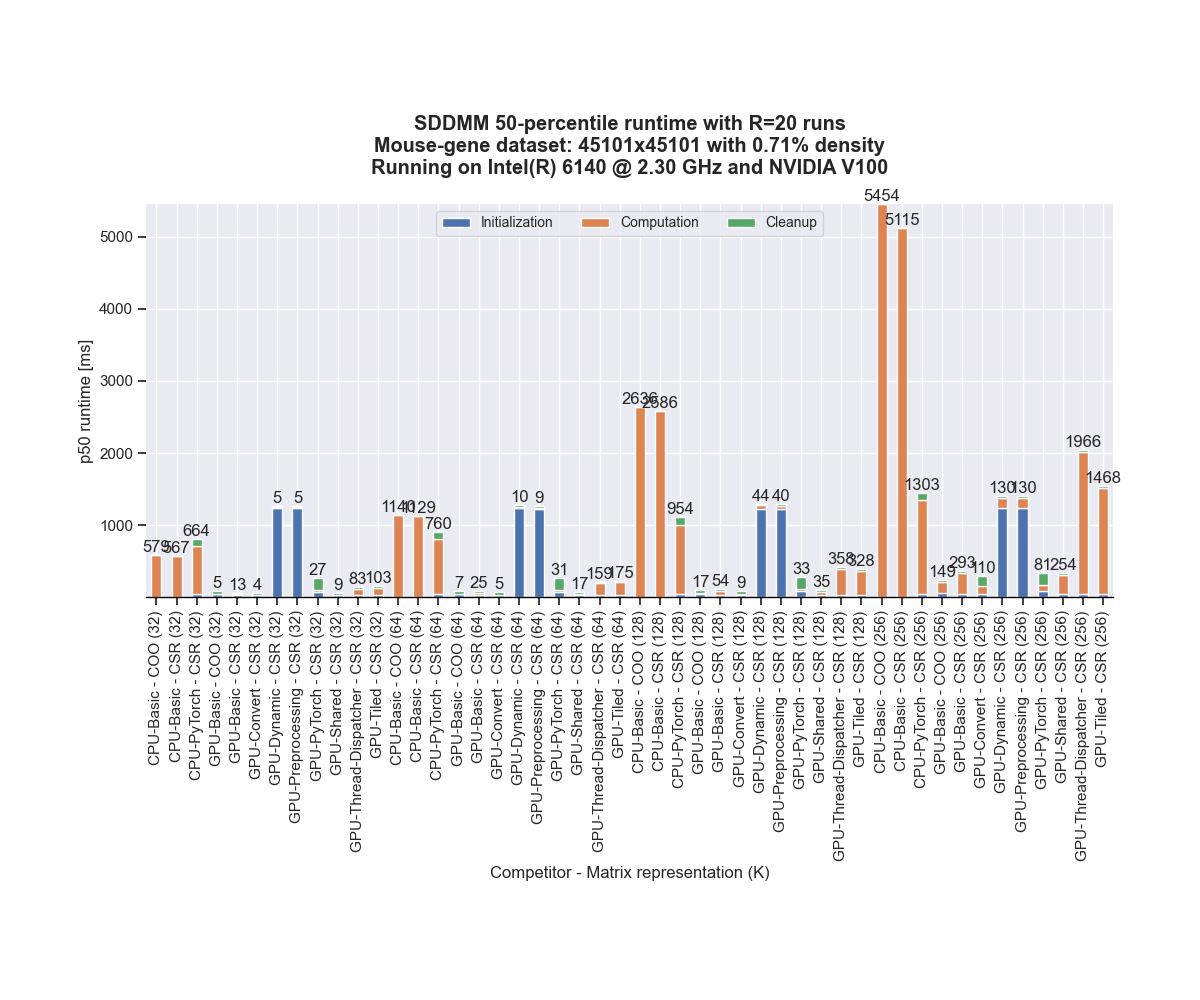 SDDMM 50-percentile runtime with R=20 runs
Mouse-gene dataset: 45101x45101 with 0.71% density
Running on Intel(R) 6140 @ 2.30 GHz and NVIDIA V100
Initialization
Computation
Cleanup
p50 runtime [ms]
5000
4000
3000
2000
1000
579
567
664
5
13
4
5
5
27
9
83
103
1140
1129
760
7
25
5
10
9
31
17
159
175
2636
2586
954
17
54
9
44
40
33
35
358
328
5454
5115
1303
149
293
110
130
130
81
254
1966
1468
CPU-Basic - COO (32)
CPU-Basic - CSR (32)
CPU-PyTorch - CSR (32)
GPU-Basic - COO (32)
GPU-Basic - CSR (32)
GPU-Convert - CSR (32)
GPU-Dynamic - CSR (32)
GPU-Preprocessing - CSR (32)
GPU-PyTorch - CSR (32)
GPU-Shared - CSR (32)
GPU-Thread-Dispatcher - CSR (32)
GPU-Tiled - CSR (32)
CPU-Basic - COO (64)
CPU-Basic - CSR (64)
CPU-PyTorch - CSR (64)
GPU-Basic - COO (64)
GPU-Basic - CSR (64)
GPU-Convert - CSR (64)
GPU-Dynamic - CSR (64)
GPU-Preprocessing - CSR (64)
GPU-PyTorch - CSR (64)
GPU-Shared - CSR (64)
GPU-Thread-Dispatcher - CSR (64)
GPU-Tiled - CSR (64)
CPU-Basic - COO (128)
CPU-Basic - CSR (128)
CPU-PyTorch - CSR (128)
GPU-Basic - COO (128)
GPU-Basic - CSR (128)
GPU-Convert - CSR (128)
GPU-Dynamic - CSR (128)
GPU-Preprocessing - CSR (128)
GPU-PyTorch - CSR (128)
GPU-Shared - CSR (128)
GPU-Thread-Dispatcher - CSR (128)
GPU-Tiled - CSR (128)
CPU-Basic - COO (256)
CPU-Basic - CSR (256)
CPU-PyTorch - CSR (256)
GPU-Basic - COO (256)
GPU-Basic - CSR (256)
GPU-Convert - CSR (256)
GPU-Dynamic - CSR (256)
GPU-Preprocessing - CSR (256)
GPU-PyTorch - CSR (256)
GPU-Shared - CSR (256)
GPU-Thread-Dispatcher - CSR (256)
GPU-Tiled - CSR (256)
Competitor - Matrix representation (K)